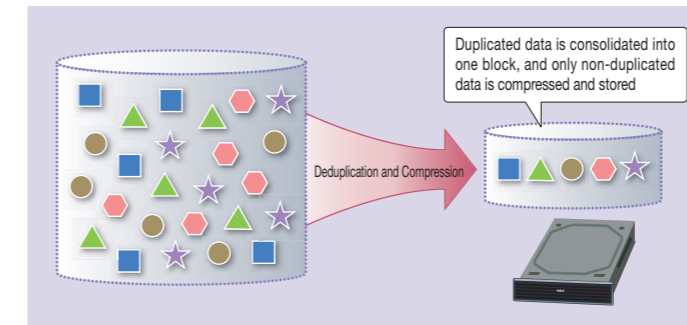 Duplicated data is consolidated into
one block, and only non-duplicated
data is compressed and stored
Deduplication and Compression